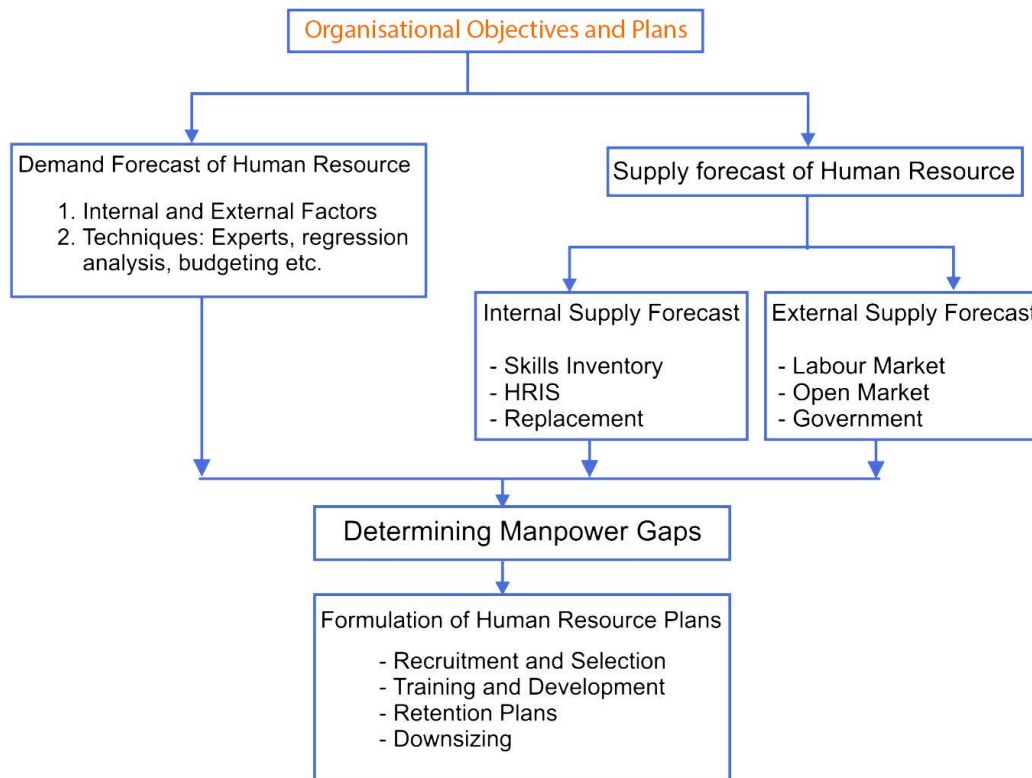 Organisational Objectives and Plans
Demand Forecast of Human Resource
1. Internal and External Factors
2. Techniques: Experts, regression
analysis, budgeting etc.
Supply forecast of Human Resource
Internal Supply Forecast
- Skills Inventory
- HRIS
- Replacement
External Supply Forecast
- Labour Market
- Open Market
- Government
Determining Manpower Gaps
Formulation of Human Resource Plans
- Recruitment and Selection
- Training and Development
- Retention Plans
- Downsizing